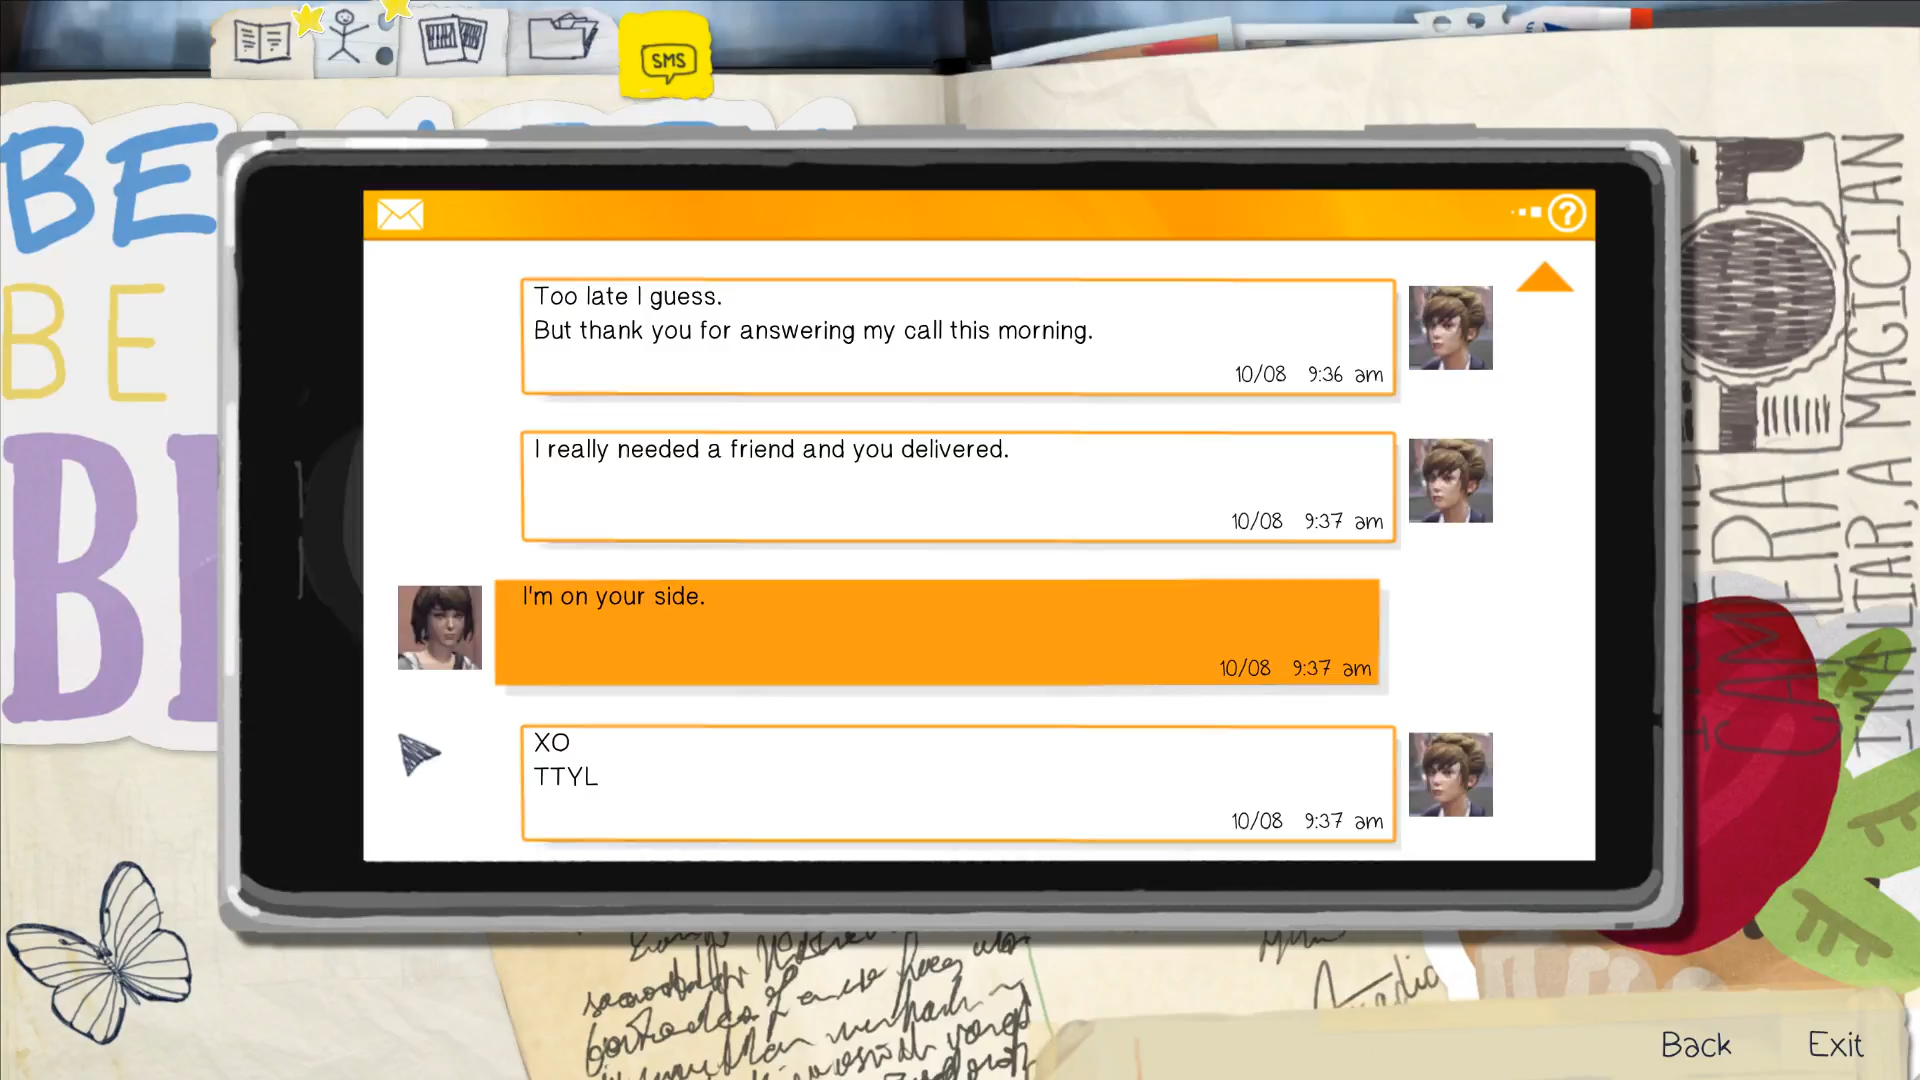 SMS
BE
BE
Too late I guess.
But thank you for answering my call this morning.
10/08 9:36 am
I really needed a friend and you delivered.
10/08 9:37 am
I'm on your side.
10/08 9:37 am
XO
TTYL
10/08 9:37 am
CAMERA
I'M A LIAR, A MAGICIAN
Back
Exit